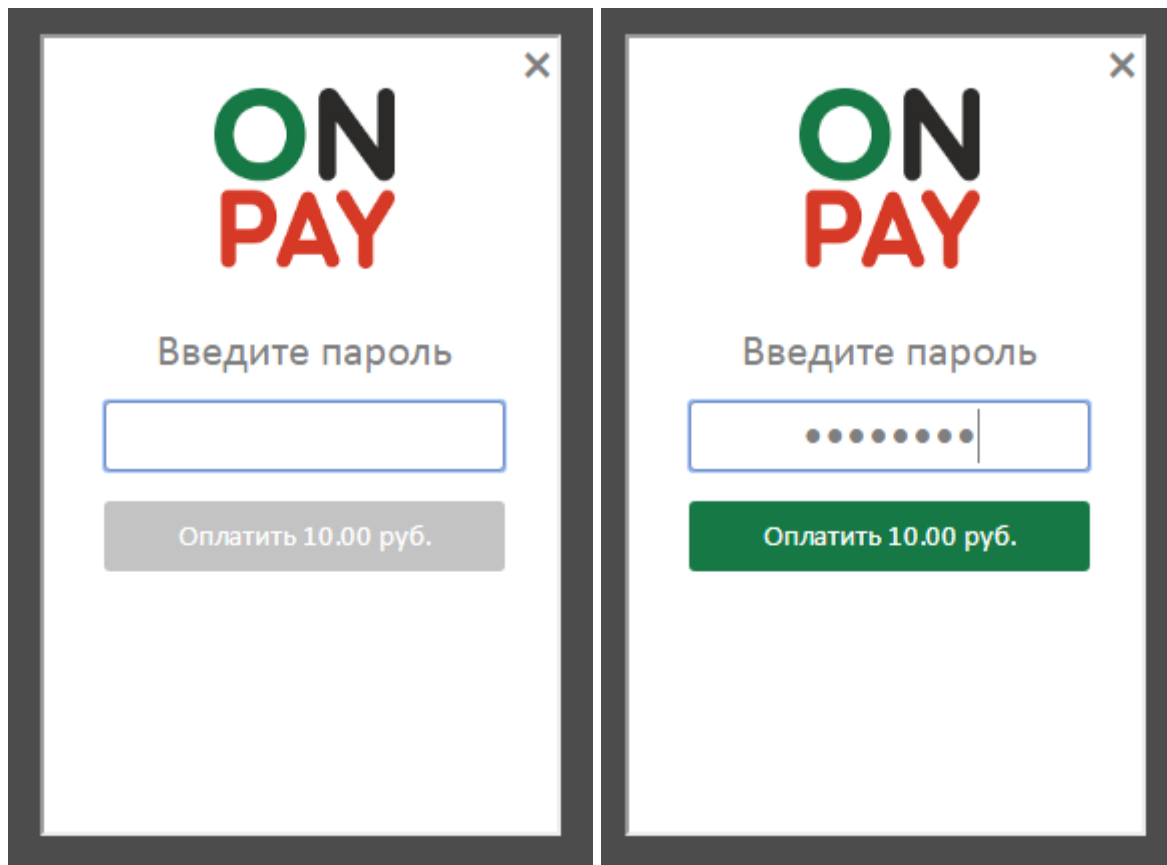 ON
PAY
Введите пароль
Оплатить 10.00 руб.
ON
PAY
Введите пароль
••••••••
Оплатить 10.00 руб.